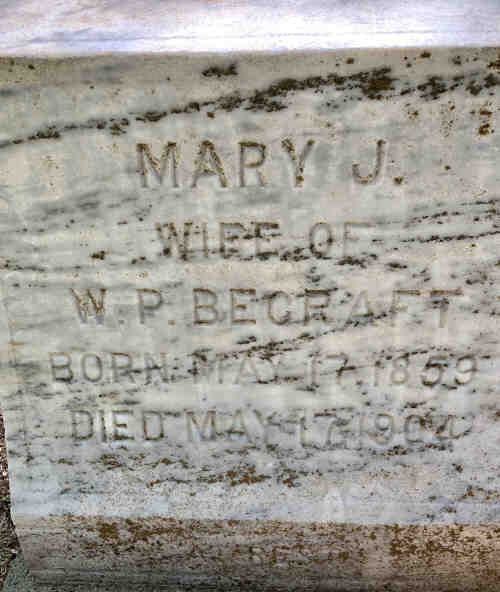 MARY J.
WIFE OF
W. P. BECRAFT
BORN MAY 17, 1859
DIED MAY 17, 1904